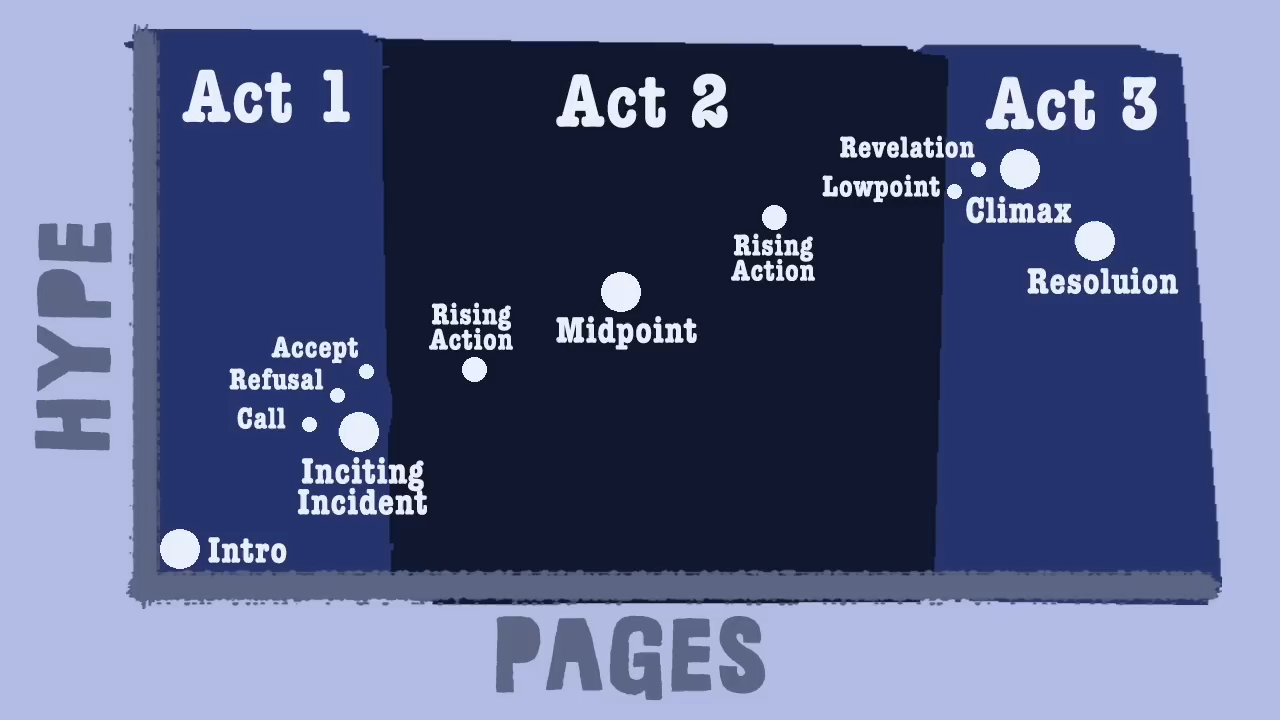 Act 1
Act 2
Act 3
Revelation
Lowpoint
Climax
Rising
Action
Resoluion
Rising
Action
Midpoint
Accept
Refusal
Call
Inciting
Incident
Intro
HYPE
PAGES